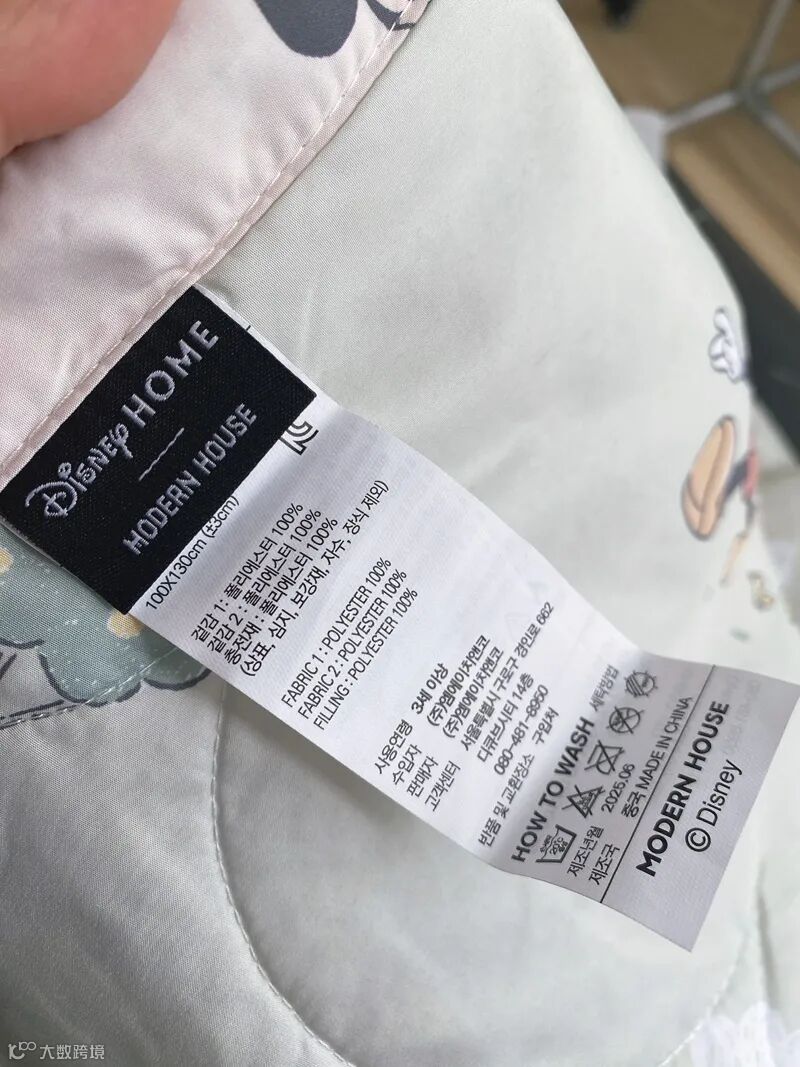 DISNEY HOME
MODERN HOUSE
100X130cm (±3cm)
겉감 1 : 폴리에스터 100%
겉감 2 : 폴리에스터 100%
충전재 : 폴리에스터 100%
(상표, 심지, 보강재, 자수, 장식 제외)
FABRIC 1 : POLYESTER 100%
FABRIC 2 : POLYESTER 100%
FILLING : POLYESTER 100%
사용연령 3세 이상
수입자 (주)엠에이치앤코
판매자 (주)엠에이치앤코
서울특별시 구로구 경인로 662
디큐브시티 14층
고객센터 080-481-8950
반품 및 교환장소 구입처
HOW TO WASH 세탁방법
제조년월 2025.06
제조국 중국 MADE IN CHINA
MODERN HOUSE
© Disney
大数跨境